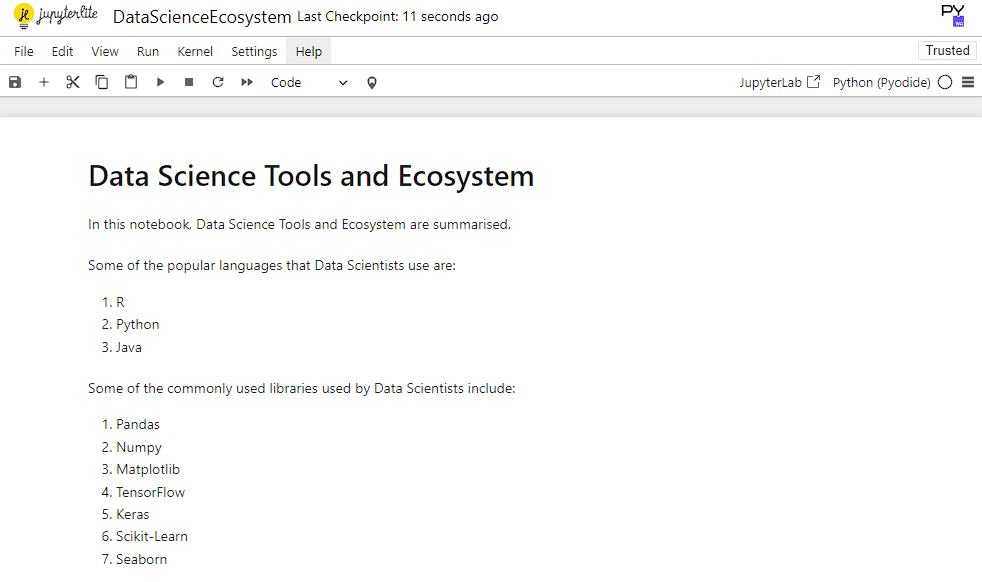 jupyterlite DataScienceEcosystem Last Checkpoint: 11 seconds ago PY
File Edit View Run Kernel Settings Help Trusted
Code JupyterLab Python (Pyodide)
Data Science Tools and Ecosystem
In this notebook, Data Science Tools and Ecosystem are summarised.
Some of the popular languages that Data Scientists use are:
1. R
2. Python
3. Java
Some of the commonly used libraries used by Data Scientists include:
1. Pandas
2. Numpy
3. Matplotlib
4. TensorFlow
5. Keras
6. Scikit-Learn
7. Seaborn